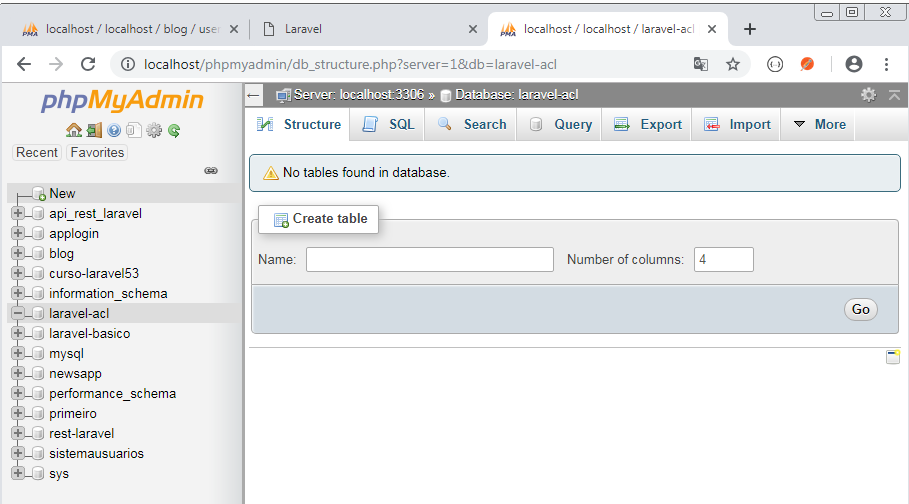 localhost / localhost / blog / user
Laravel
localhost / localhost / laravel-acl
localhost/phpmyadmin/db_structure.php?server=1&db=laravel-acl
phpMyAdmin
Recent Favorites
New
api_rest_laravel
applogin
blog
curso-laravel53
information_schema
laravel-acl
laravel-basico
mysql
newsapp
performance_schema
primeiro
rest-laravel
sistemausuarios
sys
Server: localhost:3306 » Database: laravel-acl
Structure SQL Search Query Export Import More
No tables found in database.
Create table
Name: Number of columns: 4
Go